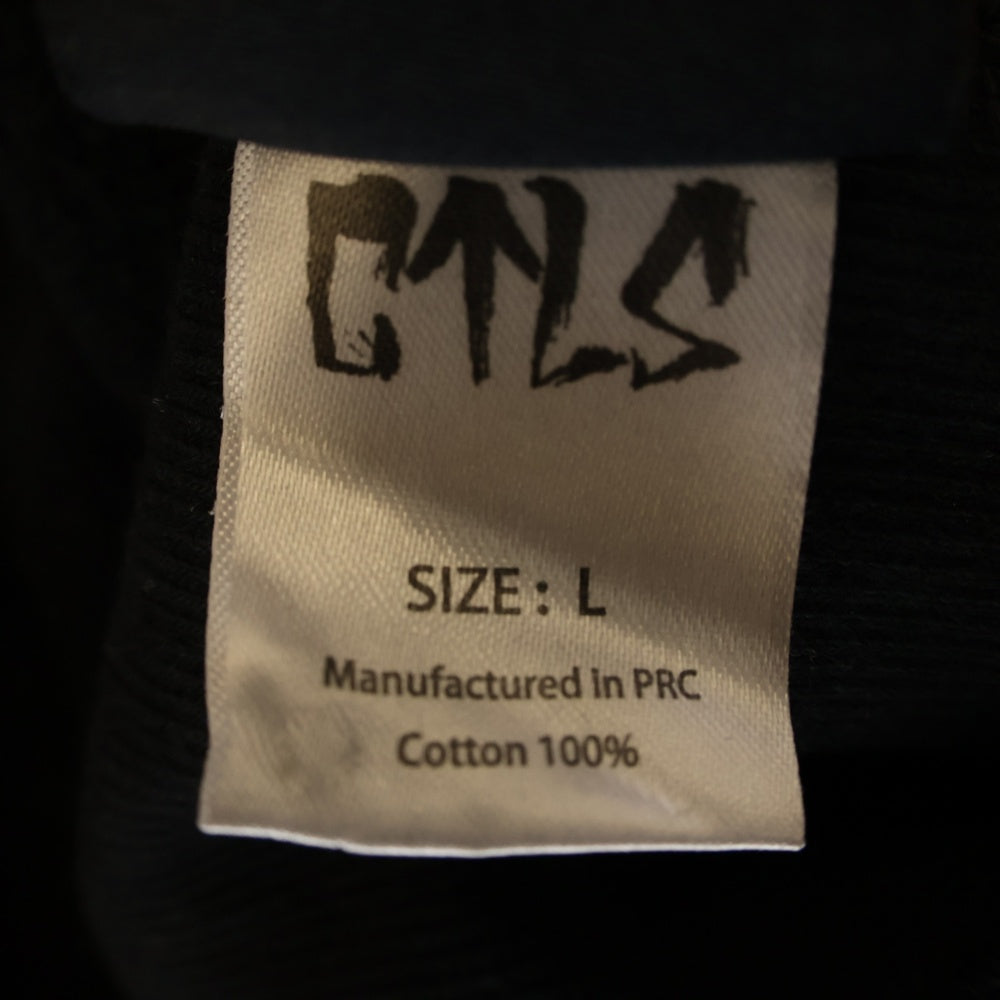 CTLS
SIZE : L
Manufactured in PRC
Cotton 100%